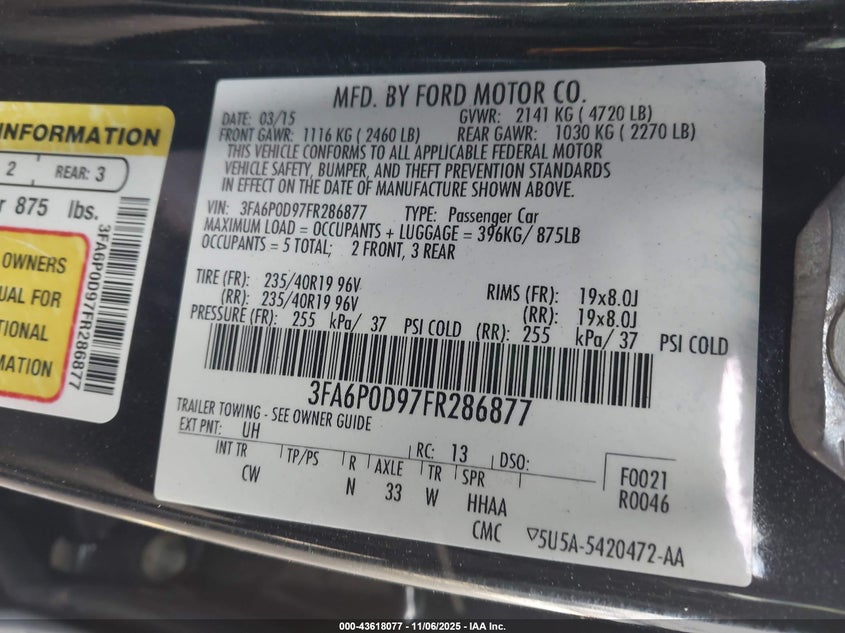 INFORMATION
2 REAR: 3
875 lbs.
OWNERS
FOR
MATION
3FA6P0D97FR286877
MFD. BY FORD MOTOR CO.
DATE: 03/15 GVWR: 2141 KG ( 4720 LB)
FRONT GAWR: 1116 KG ( 2460 LB) REAR GAWR: 1030 KG ( 2270 LB)
THIS VEHICLE CONFORMS TO ALL APPLICABLE FEDERAL MOTOR
VEHICLE SAFETY, BUMPER, AND THEFT PREVENTION STANDARDS
IN EFFECT ON THE DATE OF MANUFACTURE SHOWN ABOVE.
VIN: 3FA6P0D97FR286877 TYPE: Passenger Car
MAXIMUM LOAD = OCCUPANTS + LUGGAGE = 396KG/ 875LB
OCCUPANTS = 5 TOTAL; 2 FRONT, 3 REAR
TIRE (FR): 235/40R19 96V RIMS (FR): 19x8.0J
(RR): 235/40R19 96V (RR): 19x8.0J
PRESSURE (FR): 255 kPa/ 37 PSI COLD (RR): 255 kPa/ 37 PSI COLD
3FA6P0D97FR286877
TRAILER TOWING - SEE OWNER GUIDE
EXT PNT: UH RC: 13 DSO: F0021
INT TR TP/PS R AXLE TR SPR R0046
CW N 33 W HHAA
CMC ▽5U5A-5420472-AA
000-43618077 - 11/06/2025 - IAA Inc.